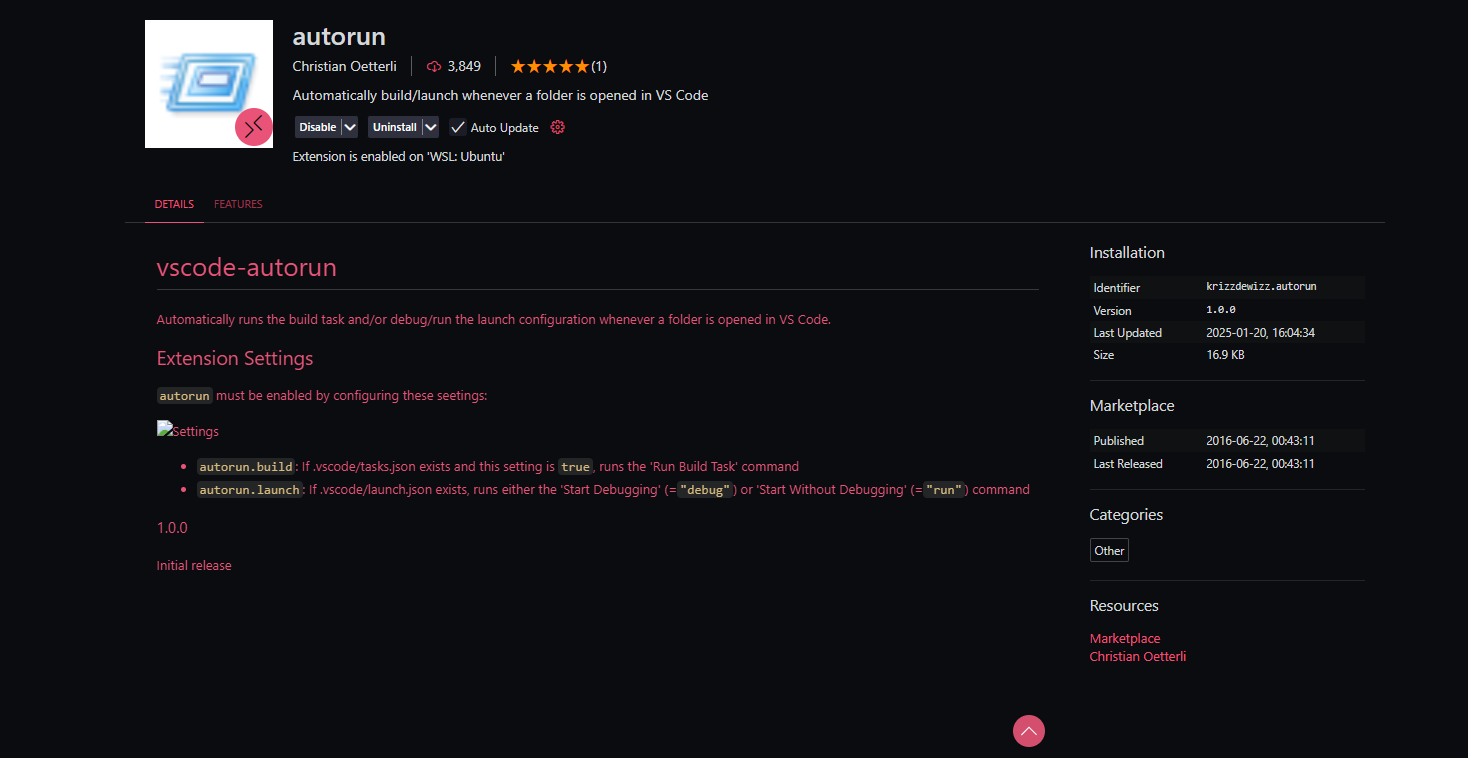 autorun
Christian Oetterli 3,849 (1)
Automatically build/launch whenever a folder is opened in VS Code
Disable Uninstall Auto Update
Extension is enabled on 'WSL: Ubuntu'
DETAILS FEATURES
vscode-autorun
Automatically runs the build task and/or debug/run the launch configuration whenever a folder is opened in VS Code.
Extension Settings
autorun must be enabled by configuring these seetings:
Settings
autorun.build: If .vscode/tasks.json exists and this setting is true, runs the 'Run Build Task' command
autorun.launch: If .vscode/launch.json exists, runs either the 'Start Debugging' (="debug") or 'Start Without Debugging' (="run") command
1.0.0
Initial release
Installation
Identifier krizzdewizz.autorun
Version 1.0.0
Last Updated 2025-01-20, 16:04:34
Size 16.9 KB
Marketplace
Published 2016-06-22, 00:43:11
Last Released 2016-06-22, 00:43:11
Categories
Other
Resources
Marketplace
Christian Oetterli